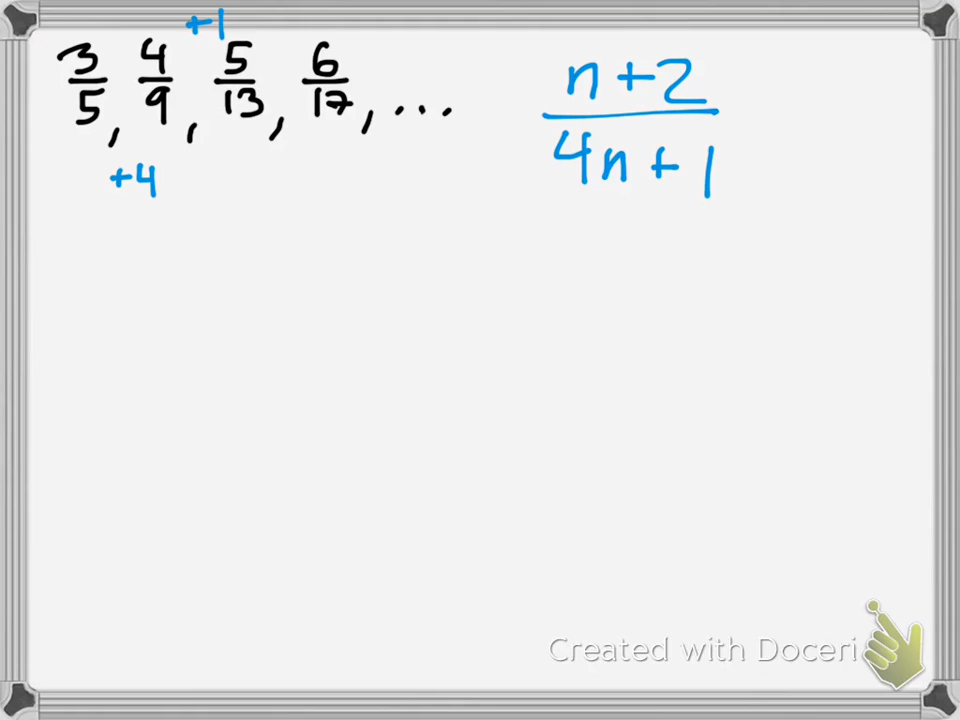 +1
3/5, 4/9, 5/13, 6/17, ...
+4
n+2
4n+1
Created with Doceri